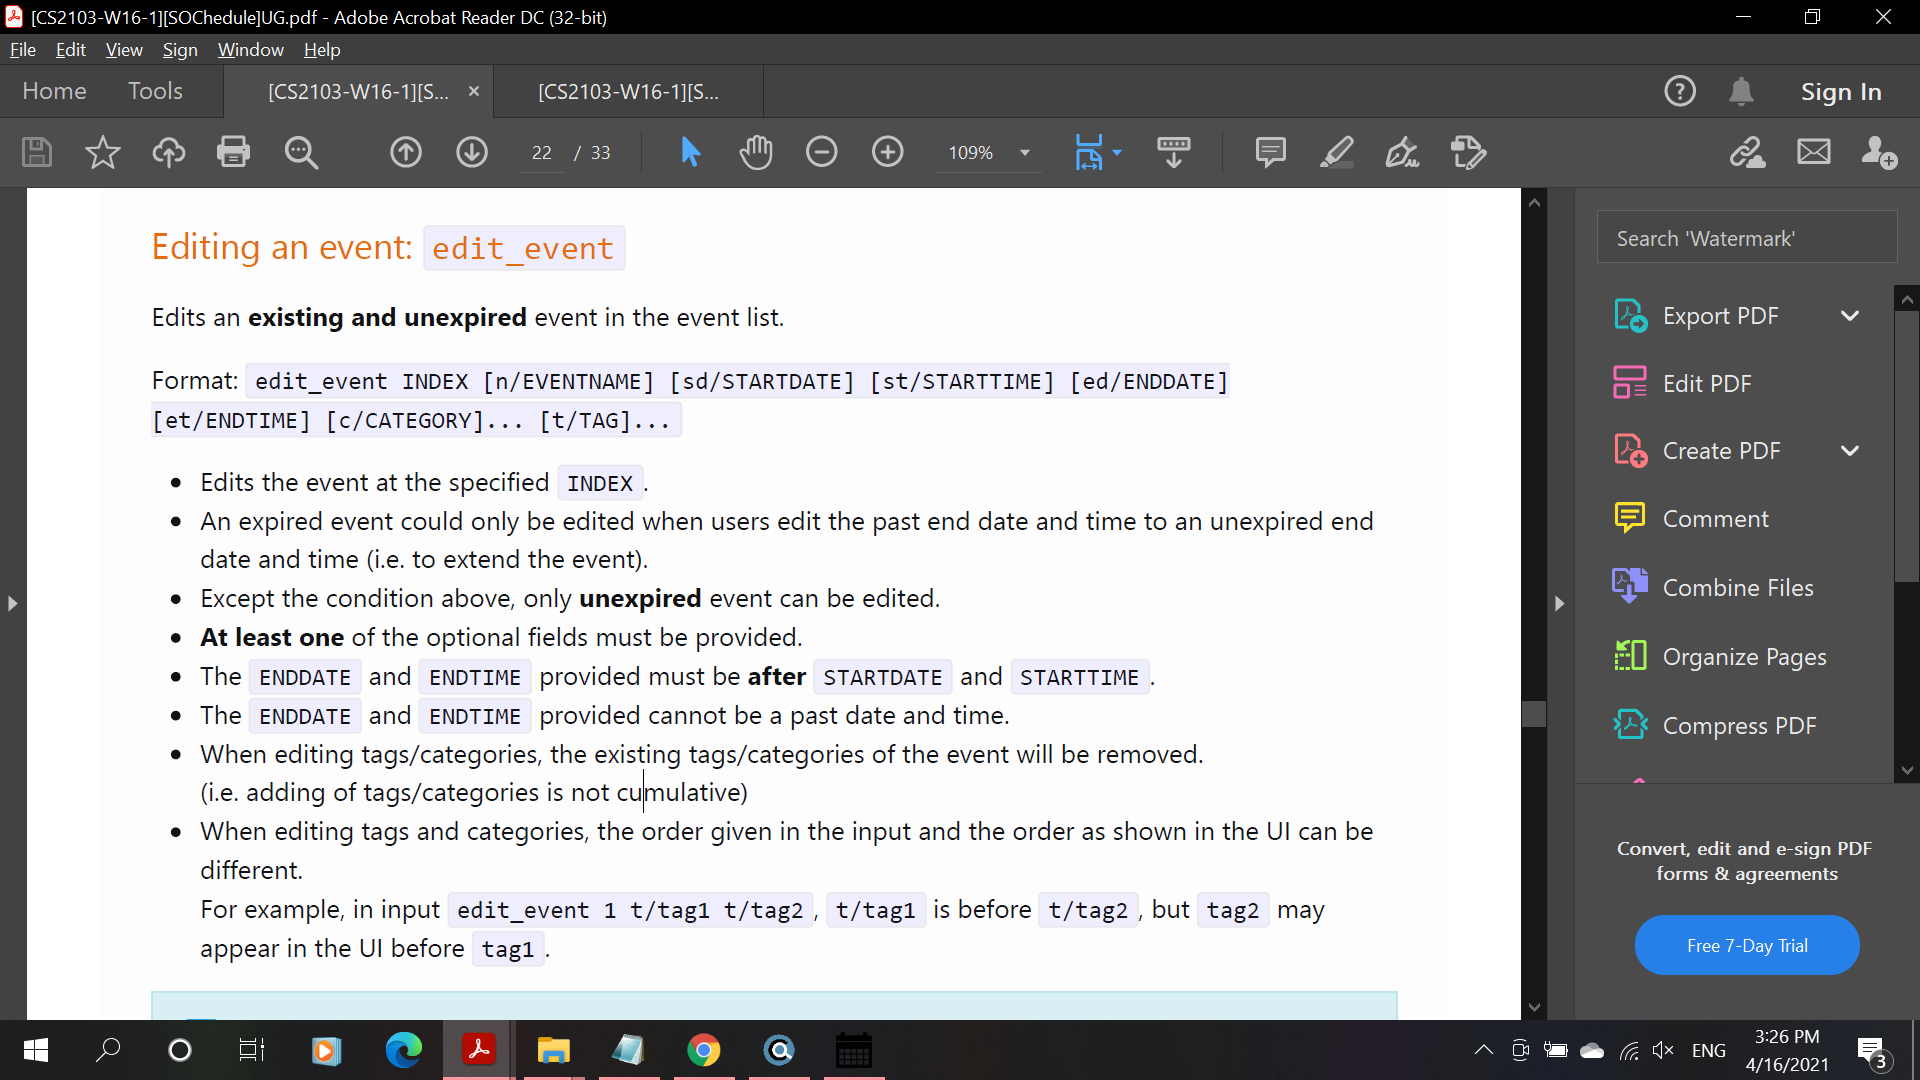 [CS2103-W16-1][SOChedule]UG.pdf - Adobe Acrobat Reader DC (32-bit)
File Edit View Sign Window Help
Home Tools [CS2103-W16-1][S... × [CS2103-W16-1][S... Sign In
22 / 33 109%
Editing an event: edit_event
Edits an existing and unexpired event in the event list.
Format: edit_event INDEX [n/EVENTNAME] [sd/STARTDATE] [st/STARTTIME] [ed/ENDDATE]
[et/ENDTIME] [c/CATEGORY]... [t/TAG]...
• Edits the event at the specified INDEX.
• An expired event could only be edited when users edit the past end date and time to an unexpired end
date and time (i.e. to extend the event).
• Except the condition above, only unexpired event can be edited.
• At least one of the optional fields must be provided.
• The ENDDATE and ENDTIME provided must be after STARTDATE and STARTTIME.
• The ENDDATE and ENDTIME provided cannot be a past date and time.
• When editing tags/categories, the existing tags/categories of the event will be removed.
(i.e. adding of tags/categories is not cumulative)
• When editing tags and categories, the order given in the input and the order as shown in the UI can be
different.
For example, in input edit_event 1 t/tag1 t/tag2, t/tag1 is before t/tag2, but tag2 may
appear in the UI before tag1.
Search 'Watermark'
Export PDF
Edit PDF
Create PDF
Comment
Combine Files
Organize Pages
Compress PDF
Convert, edit and e-sign PDF
forms & agreements
Free 7-Day Trial
ENG
3:26 PM
4/16/2021
3